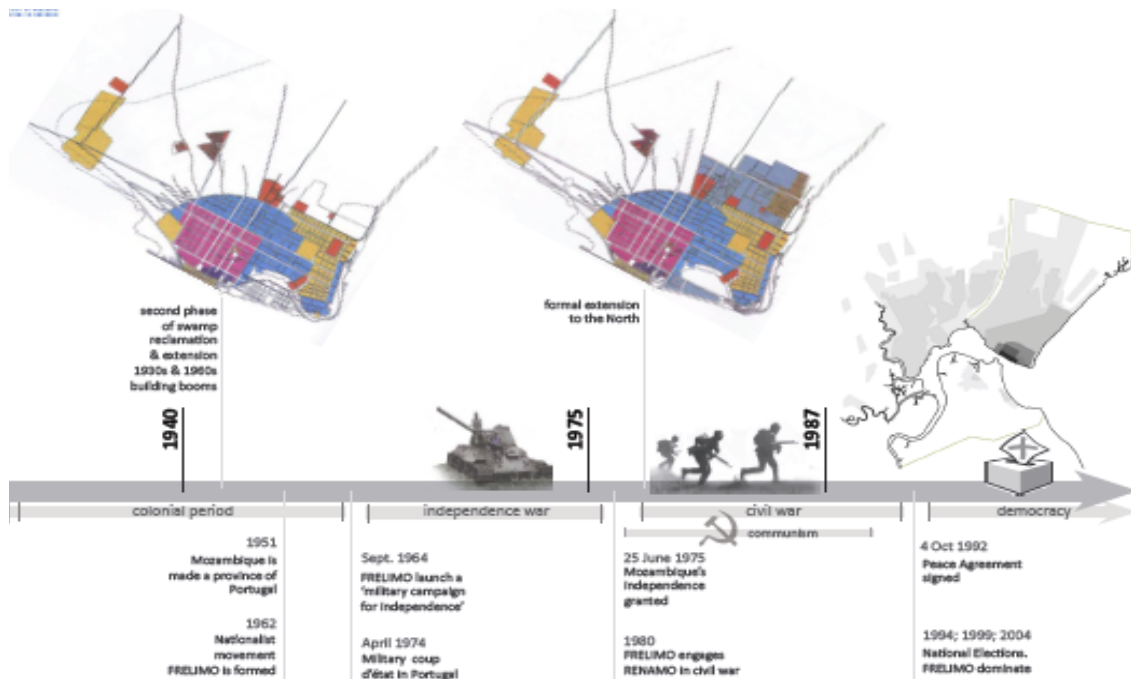 second phase
of swamp
reclamation
& extension
1930s & 1960s
building booms
formal extension
to the North
1940
1975
1987
colonial period
independence war
civil war
democracy
communism
1951
Mozambique is
made a province of
Portugal
1962
Nationalist
movement
FRELIMO is formed
Sept. 1964
FRELIMO launch a
'military campaign
for independence'
April 1974
Military coup
d'état in Portugal
25 June 1975
Mozambique's
independence
granted
1980
FRELIMO engages
RENAMO in civil war
4 Oct 1992
Peace Agreement
signed
1994; 1999; 2004
National Elections.
FRELIMO dominate